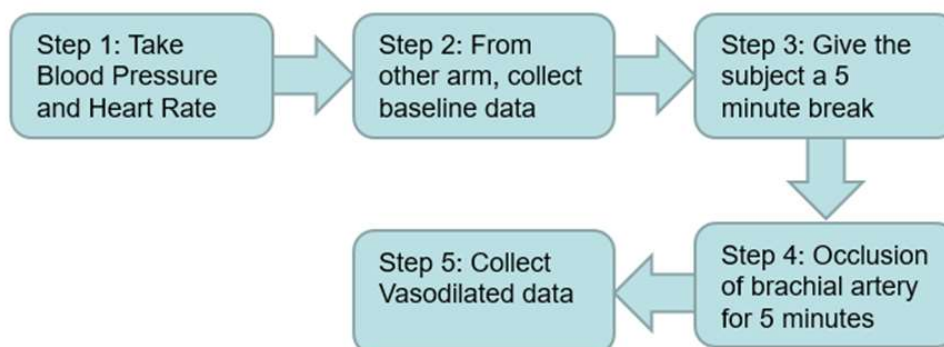 Step 1: Take
Blood Pressure
and Heart Rate
Step 2: From
other arm, collect
baseline data
Step 3: Give the
subject a 5
minute break
Step 4: Occlusion
of brachial artery
for 5 minutes
Step 5: Collect
Vasodilated data